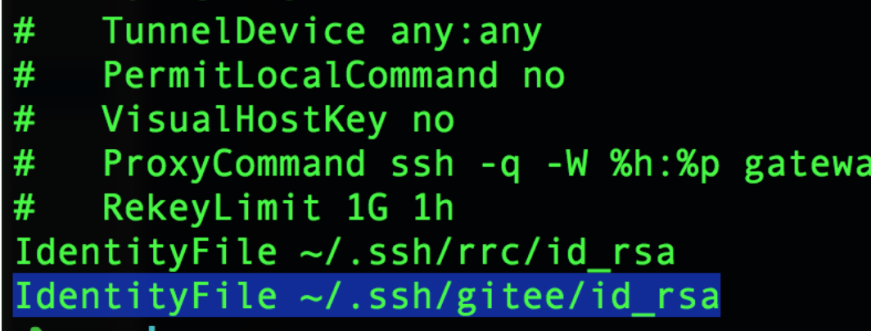 #   TunnelDevice any:any
#   PermitLocalCommand no
#   VisualHostKey no
#   ProxyCommand ssh -q -W %h:%p gatewa
#   RekeyLimit 1G 1h
IdentityFile ~/.ssh/rrc/id_rsa
IdentityFile ~/.ssh/gitee/id_rsa